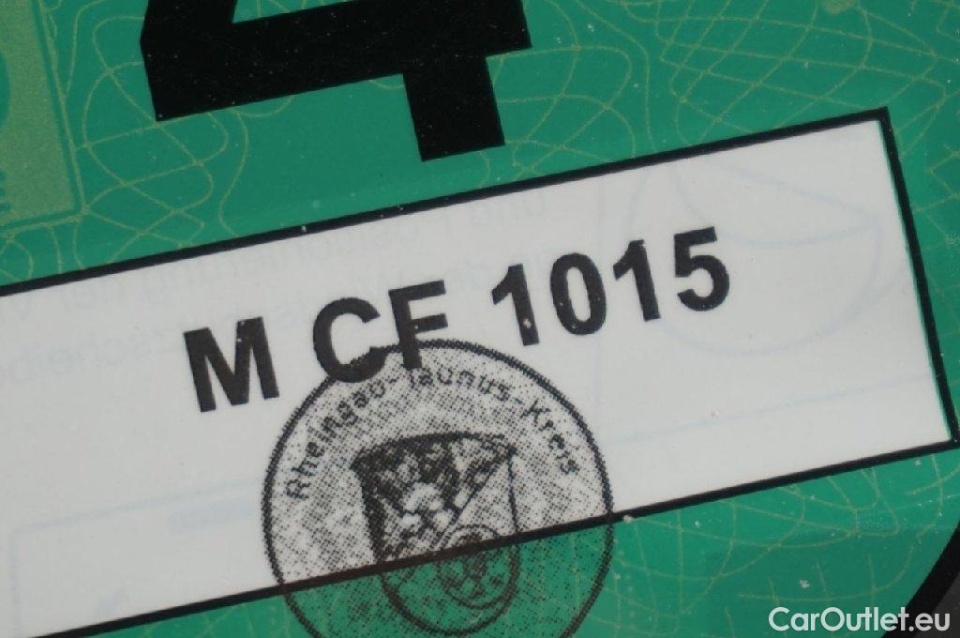 4
M CF 1015
Rheingau-Taunus-Kreis
CarOutlet.eu